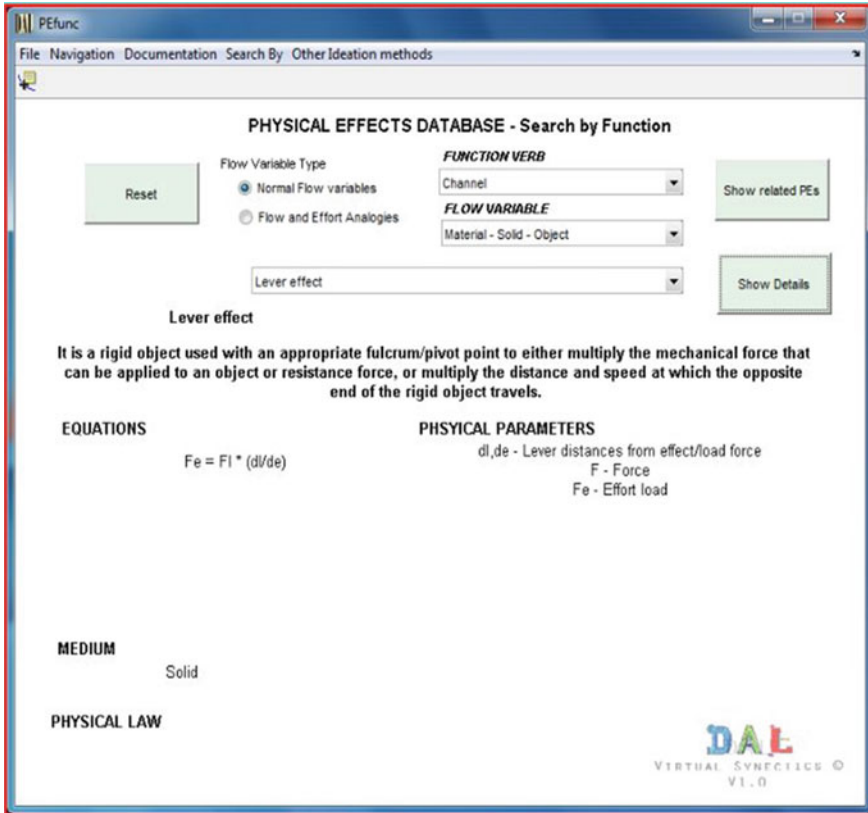 PEfunc
File Navigation Documentation Search By Other Ideation methods
PHYSICAL EFFECTS DATABASE - Search by Function
Reset
Flow Variable Type
Normal Flow variables
Flow and Effort Analogies
FUNCTION VERB
Channel
FLOW VARIABLE
Material - Solid - Object
Show related PEs
Lever effect
Show Details
Lever effect
It is a rigid object used with an appropriate fulcrum/pivot point to either multiply the mechanical force that
can be applied to an object or resistance force, or multiply the distance and speed at which the opposite
end of the rigid object travels.
EQUATIONS
Fe = Fl * (dl/de)
PHSYICAL PARAMETERS
dl,de - Lever distances from effect/load force
F - Force
Fe - Effort load
MEDIUM
Solid
PHYSICAL LAW
DAL
VIRTUAL SYNECTICS ©
V1.0